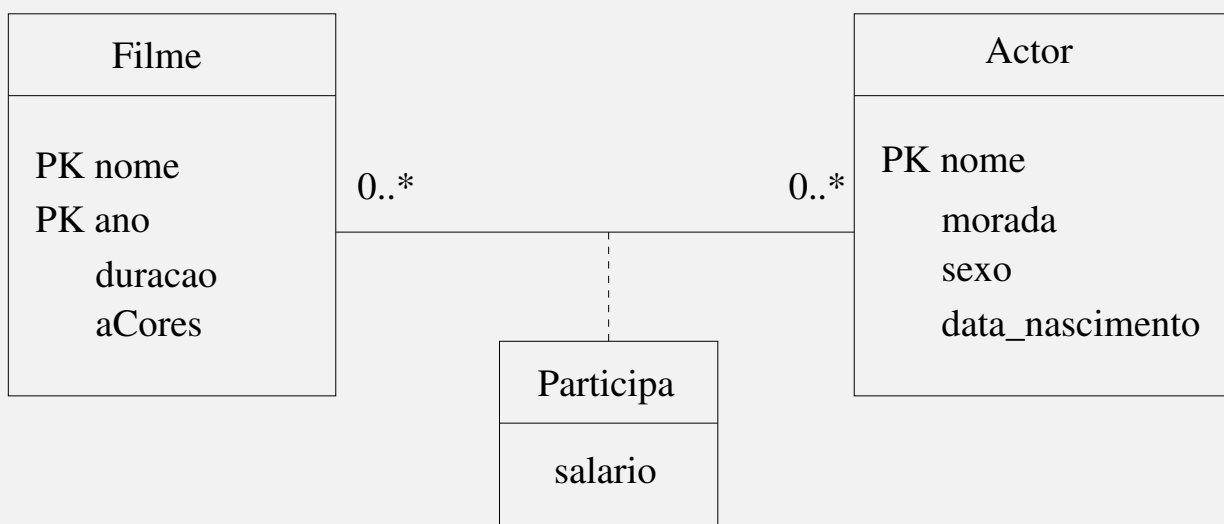 Filme
PK nome
PK ano
duracao
aCores
0..*
0..*
Actor
PK nome
morada
sexo
data_nascimento
Participa
salario